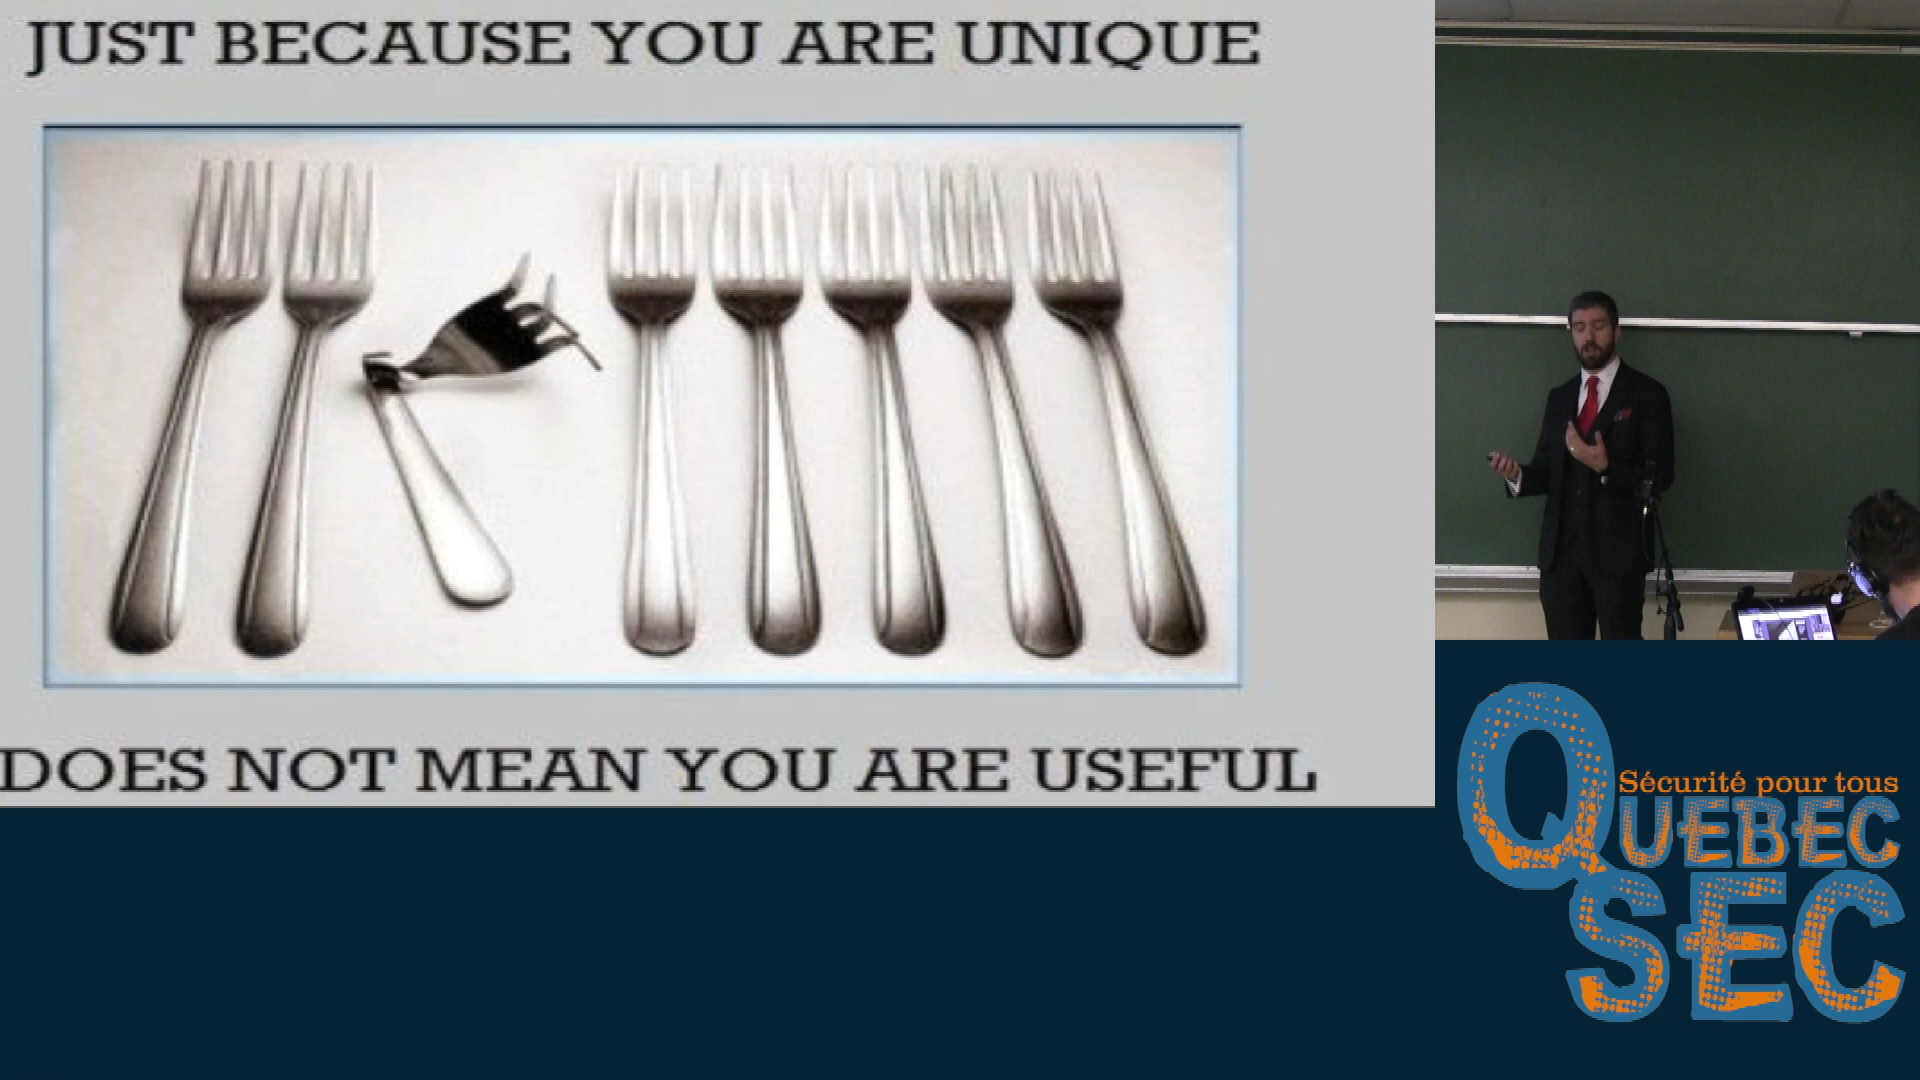 JUST BECAUSE YOU ARE UNIQUE
DOES NOT MEAN YOU ARE USEFUL
Sécurité pour tous
QUEBEC
SEC